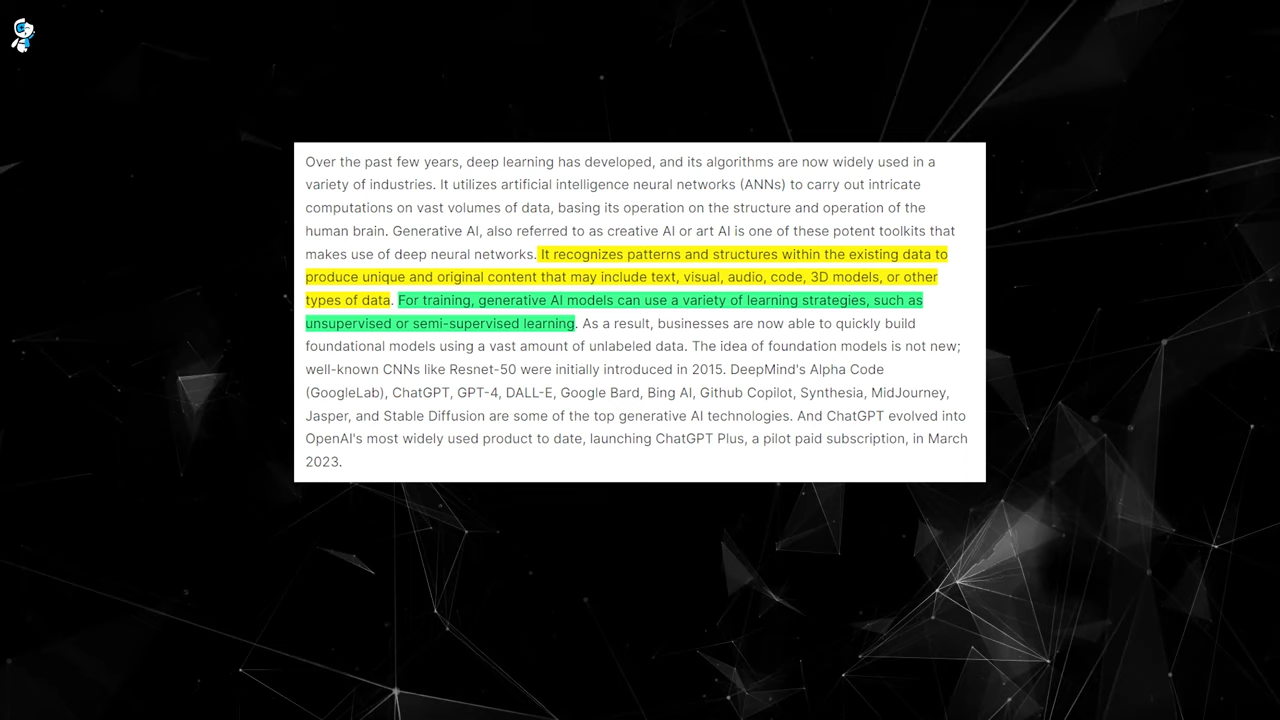 Over the past few years, deep learning has developed, and its algorithms are now widely used in a
variety of industries. It utilizes artificial intelligence neural networks (ANNs) to carry out intricate
computations on vast volumes of data, basing its operation on the structure and operation of the
human brain. Generative AI, also referred to as creative AI or art AI is one of these potent toolkits that
makes use of deep neural networks. It recognizes patterns and structures within the existing data to
produce unique and original content that may include text, visual, audio, code, 3D models, or other
types of data. For training, generative AI models can use a variety of learning strategies, such as
unsupervised or semi-supervised learning. As a result, businesses are now able to quickly build
foundational models using a vast amount of unlabeled data. The idea of foundation models is not new;
well-known CNNs like Resnet-50 were initially introduced in 2015. DeepMind's Alpha Code
(GoogleLab), ChatGPT, GPT-4, DALL-E, Google Bard, Bing AI, Github Copilot, Synthesia, MidJourney,
Jasper, and Stable Diffusion are some of the top generative AI technologies. And ChatGPT evolved into
OpenAI's most widely used product to date, launching ChatGPT Plus, a pilot paid subscription, in March
2023.